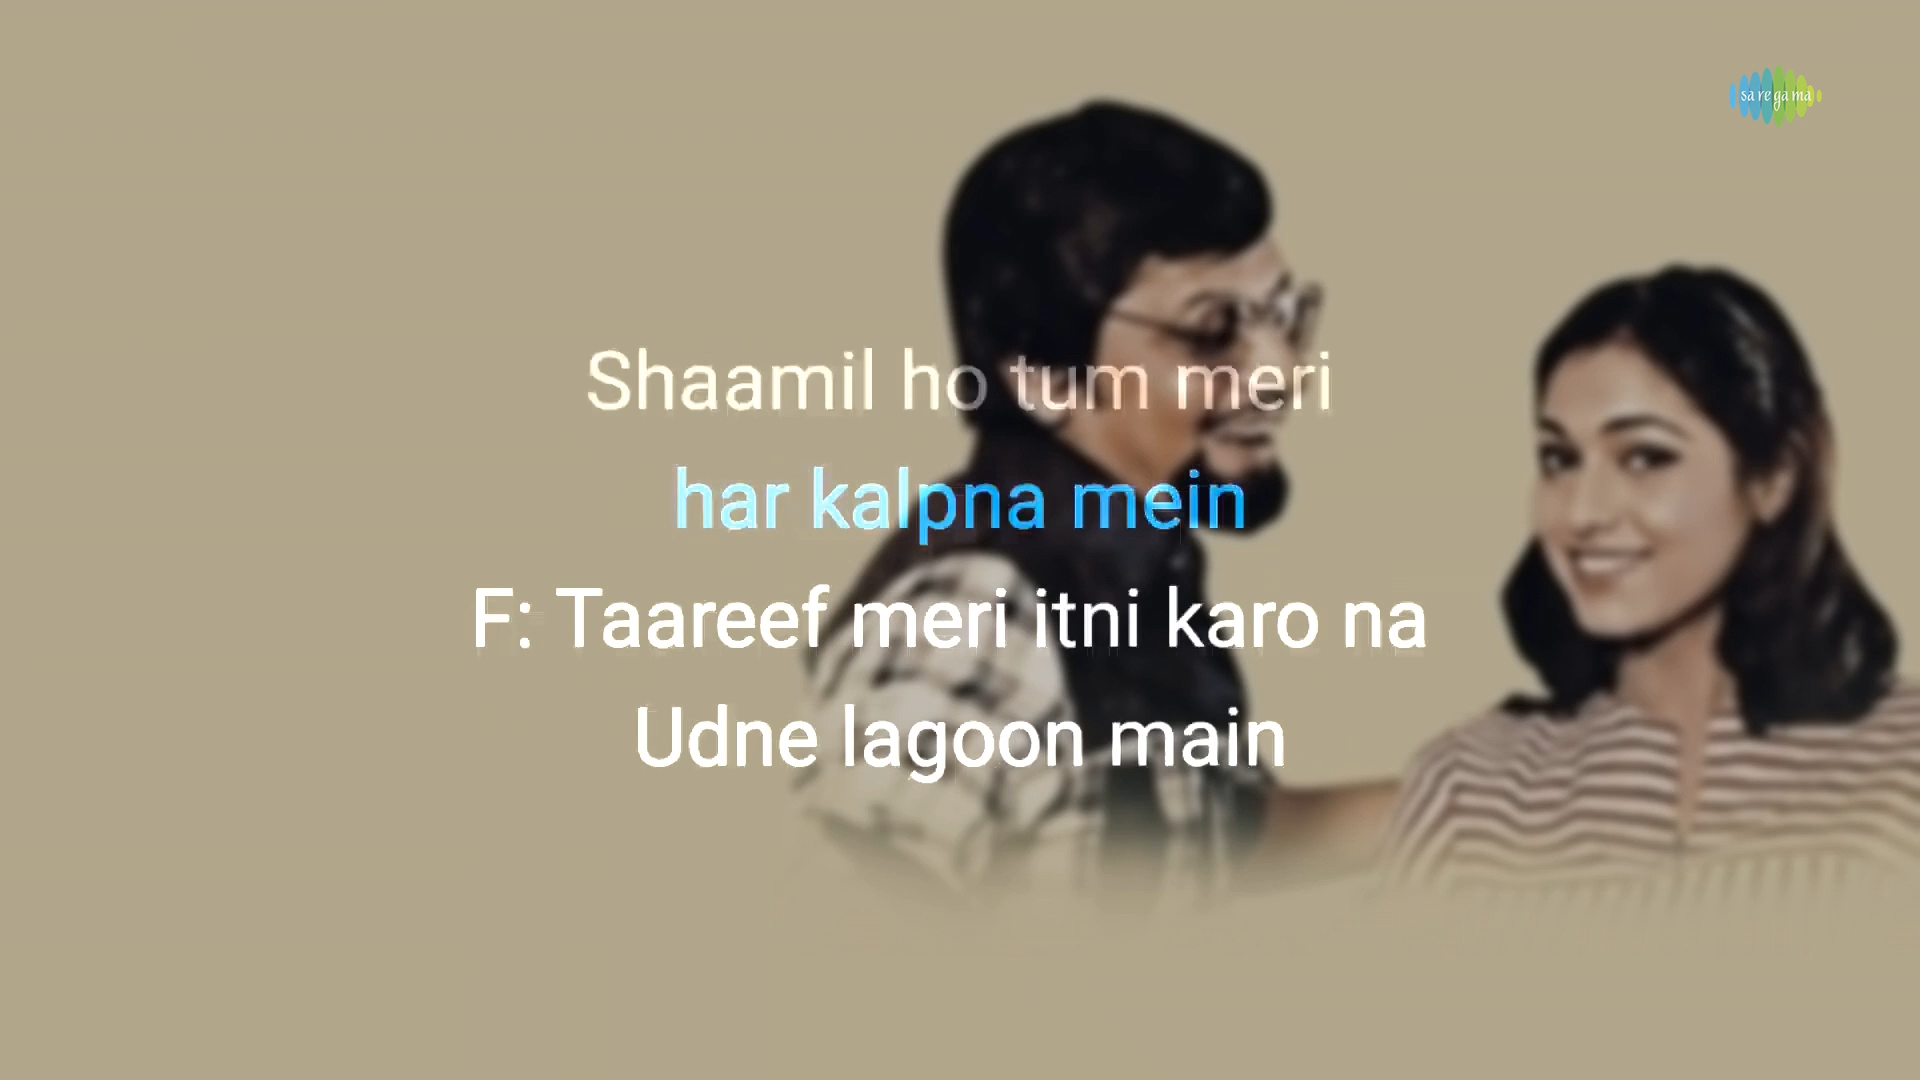 sa re ga ma
Shaamil ho tum meri
har kalpna mein
F: Taareef meri itni karo na
Udne lagoon main